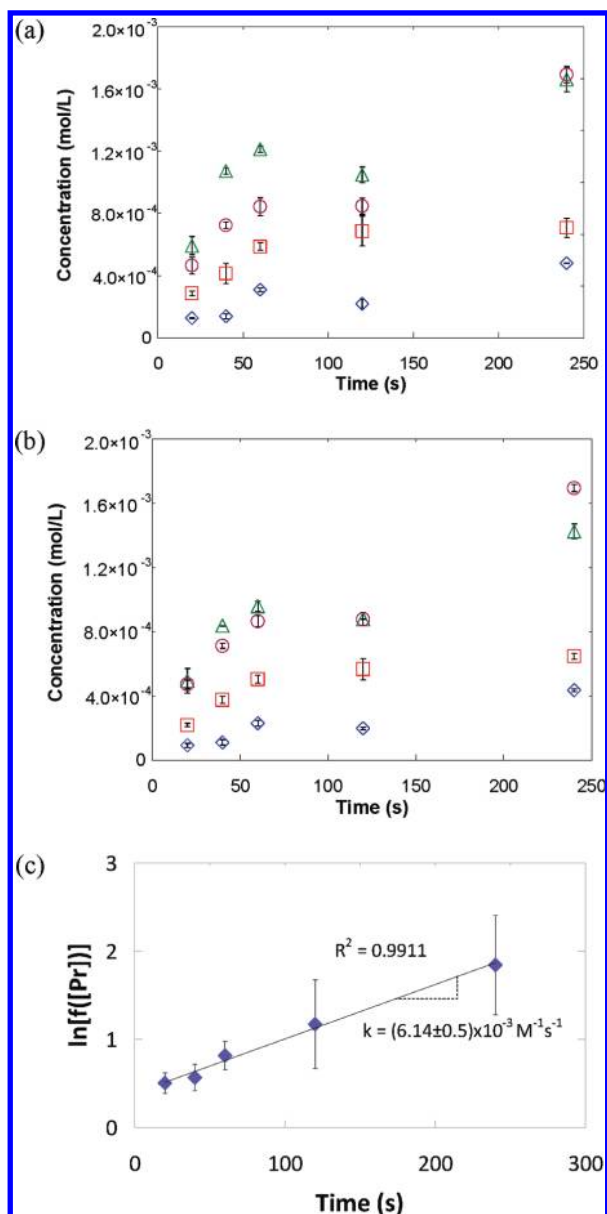 (a)
2.0×10⁻³
1.6×10⁻³
1.2×10⁻³
8.0×10⁻⁴
4.0×10⁻⁴
0
Concentration (mol/L)
0 50 100 150 200 250
Time (s)
(b)
2.0×10⁻³
1.6×10⁻³
1.2×10⁻³
8.0×10⁻⁴
4.0×10⁻⁴
0
Concentration (mol/L)
0 50 100 150 200 250
Time (s)
(c)
3
2
1
0
ln[f([Pr])]
R² = 0.9911
k = (6.14±0.5)x10⁻³ M⁻¹s⁻¹
0 100 200 300
Time (s)